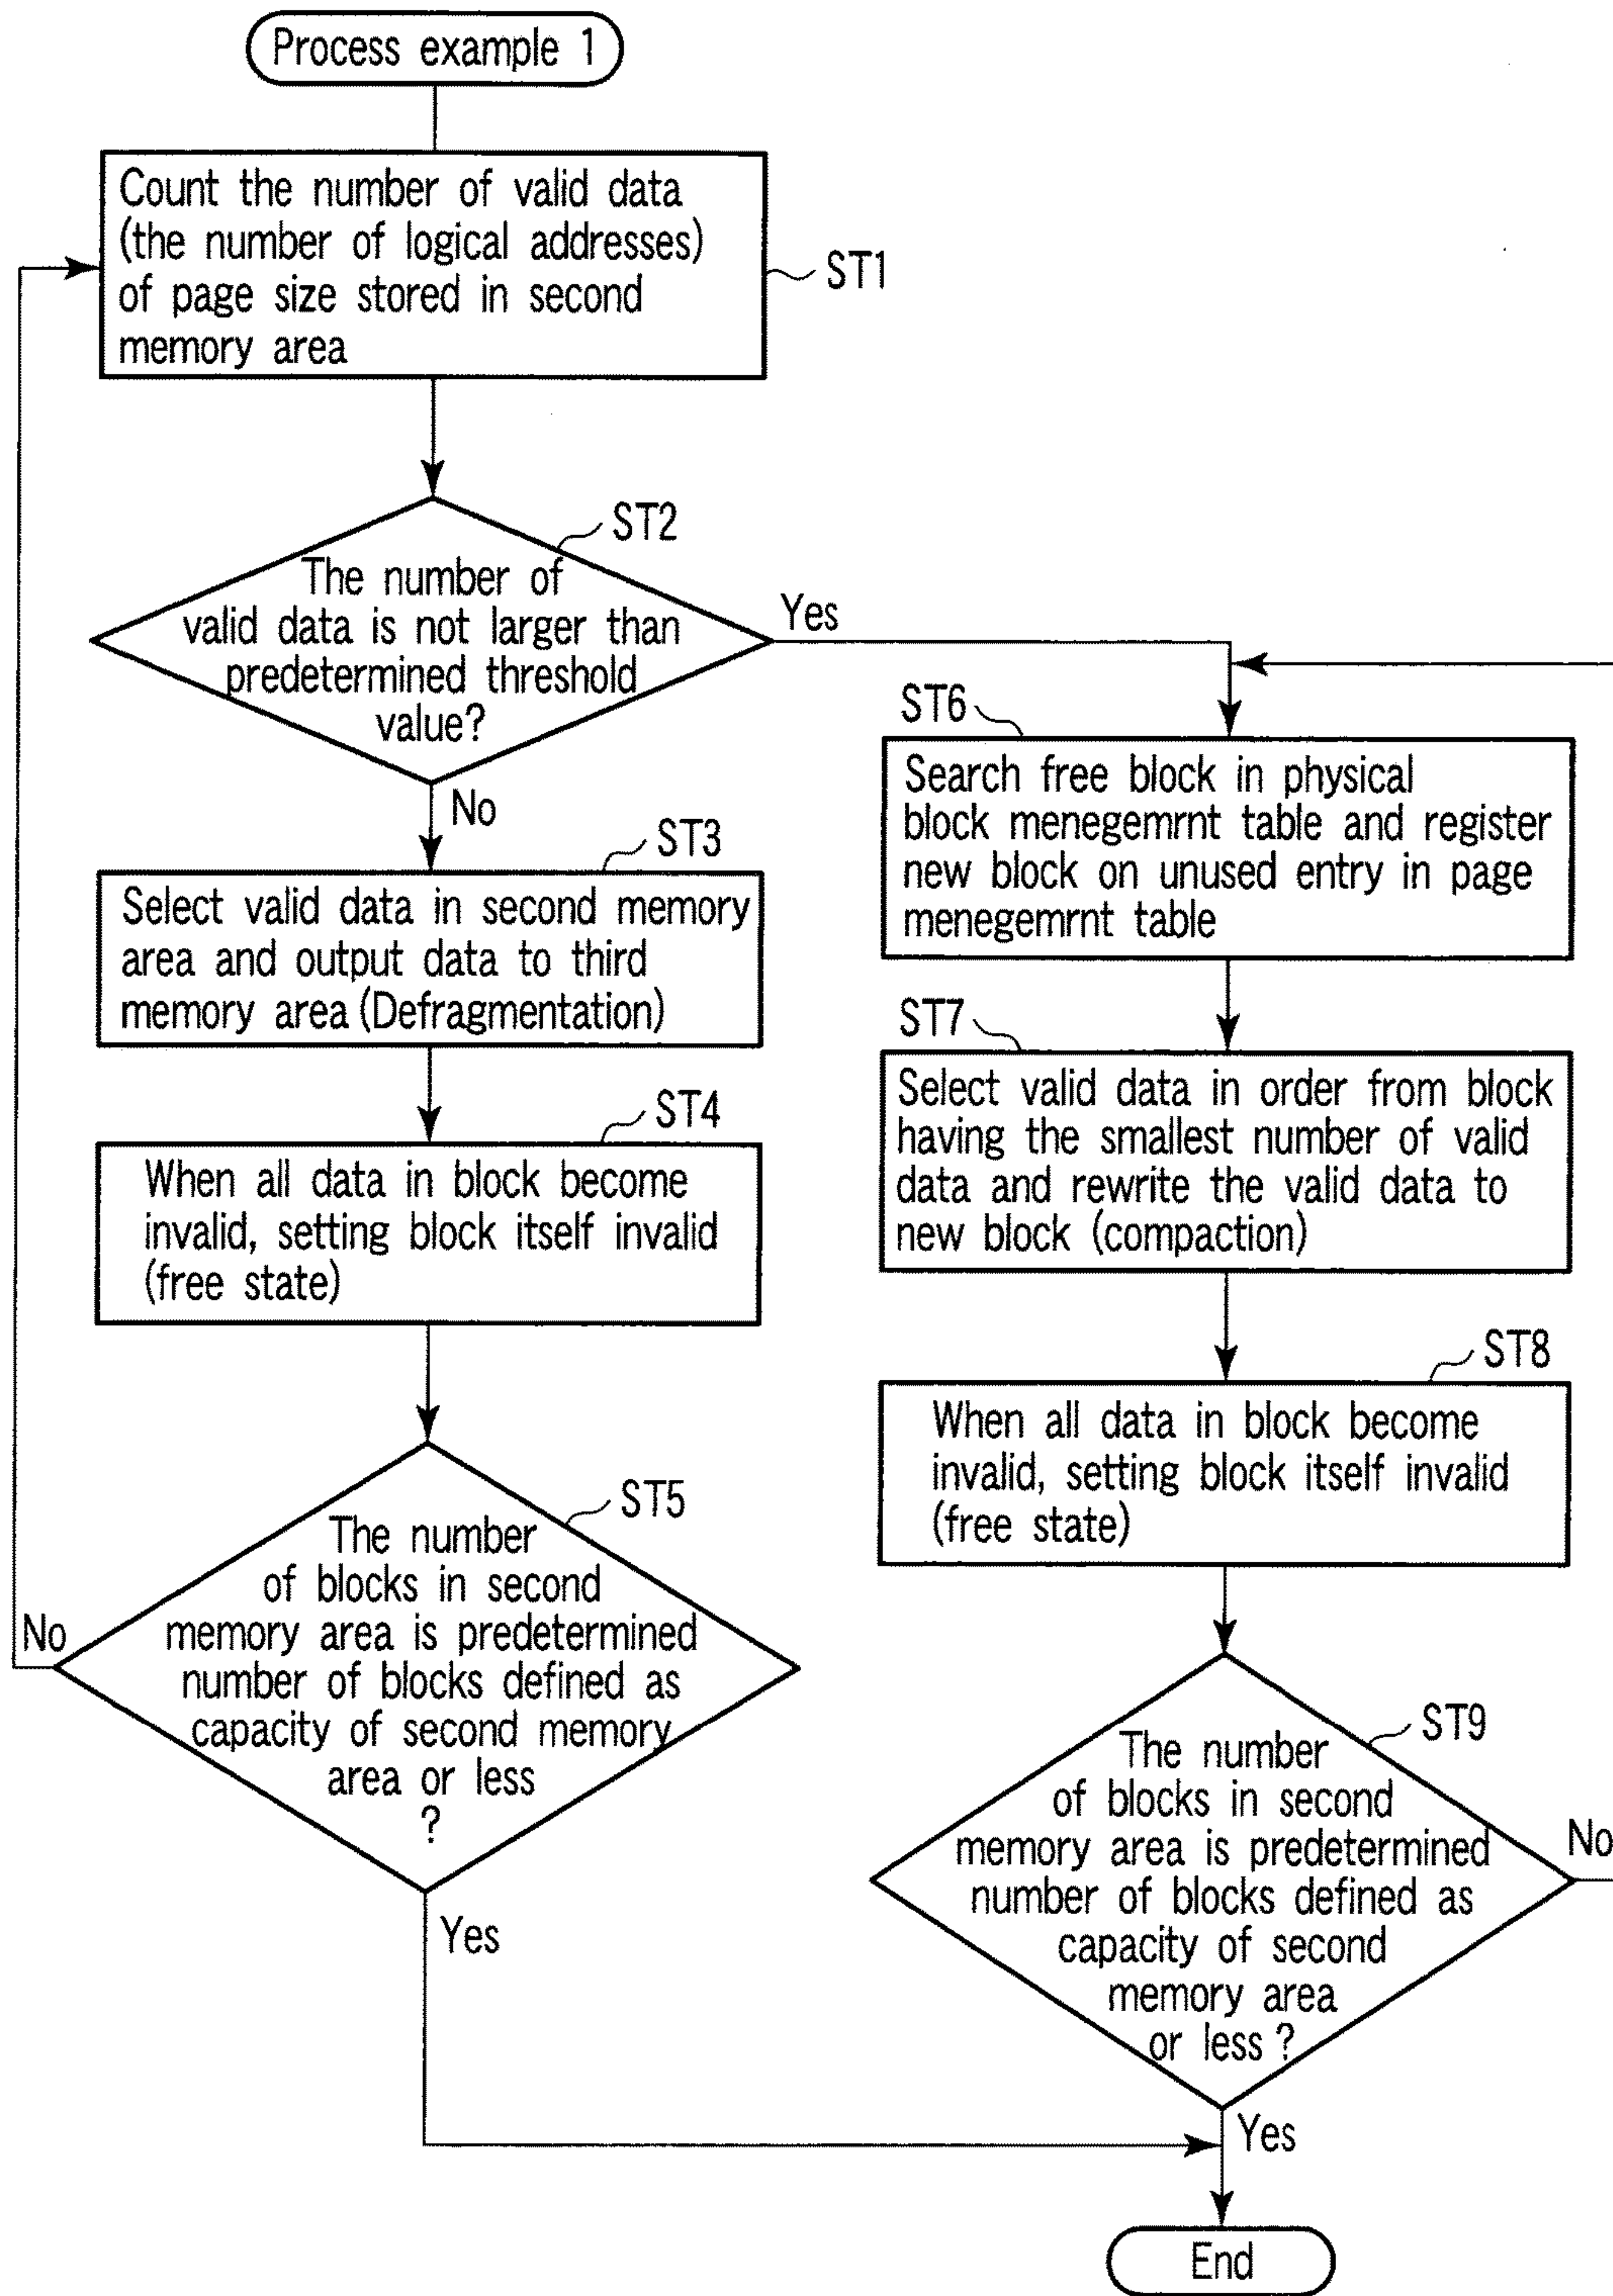 Process example 1
Count the number of valid data
(the number of logical addresses)
of page size stored in second
memory area
ST1
ST2
The number of
valid data is not larger than
predetermined threshold
value?
Yes
No
ST3
Select valid data in second memory
area and output data to third
memory area (Defragmentation)
ST4
When all data in block become
invalid, setting block itself invalid
(free state)
ST5
The number
of blocks in second
memory area is predetermined
number of blocks defined as
capacity of second memory
area or less
?
No
Yes
ST6
Search free block in physical
block menegemrnt table and register
new block on unused entry in page
menegemrnt table
ST7
Select valid data in order from block
having the smallest number of valid
data and rewrite the valid data to
new block (compaction)
ST8
When all data in block become
invalid, setting block itself invalid
(free state)
ST9
The number
of blocks in second
memory area is predetermined
number of blocks defined as
capacity of second
memory area
or less ?
No
Yes
End